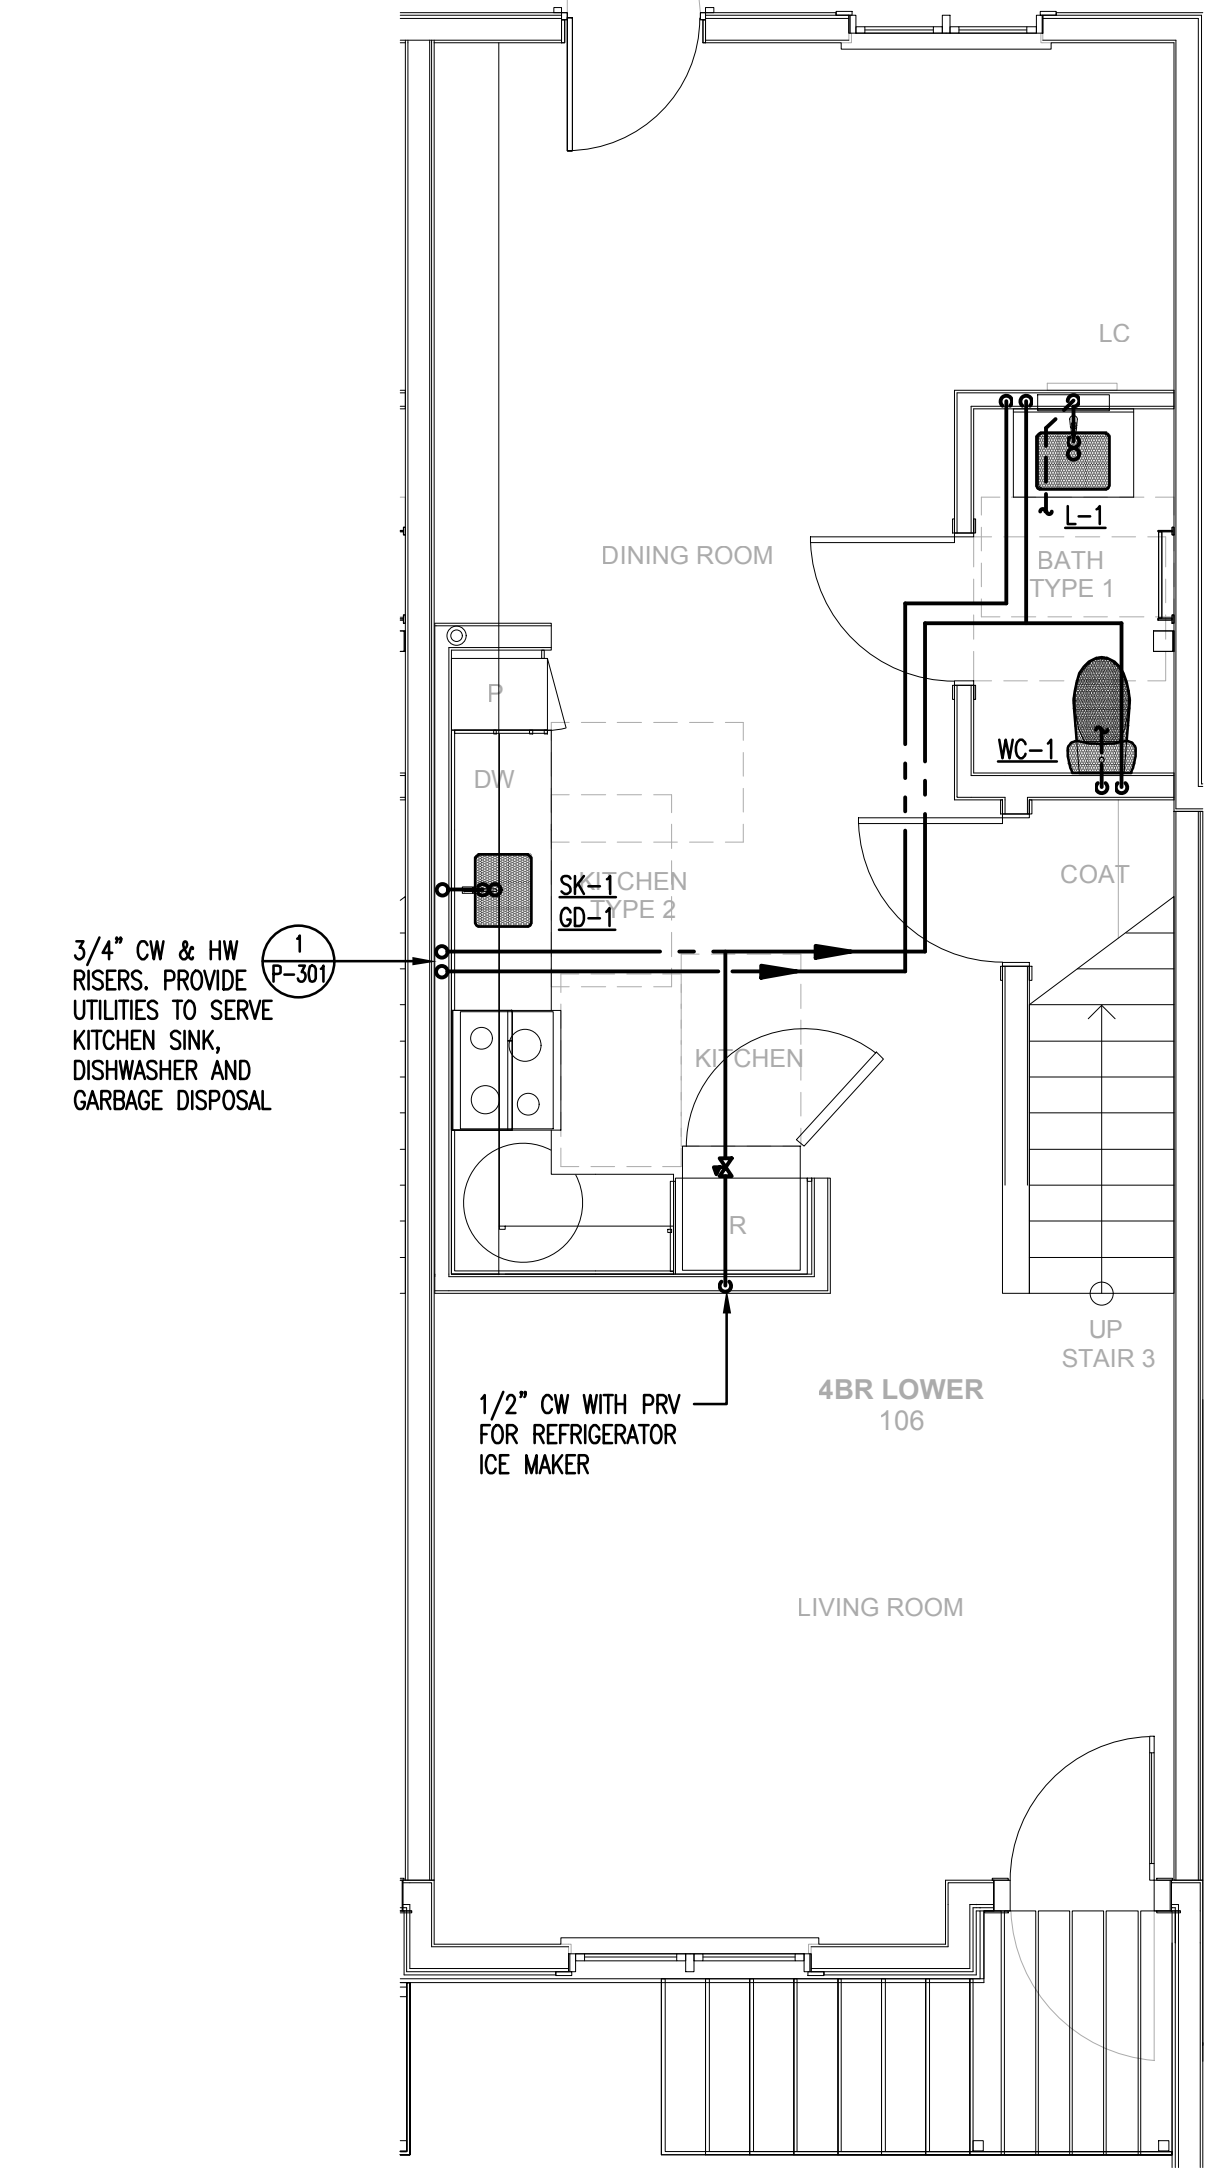 LC
L-1
DINING ROOM
BATH
TYPE 1
P
WC-1
DW
SK-1
KITCHEN
GD-1
TYPE 2
COAT
3/4" CW & HW
RISERS. PROVIDE
UTILITIES TO SERVE
KITCHEN SINK,
DISHWASHER AND
GARBAGE DISPOSAL
1
P-301
KITCHEN
R
UP
STAIR 3
4BR LOWER
106
1/2" CW WITH PRV
FOR REFRIGERATOR
ICE MAKER
LIVING ROOM